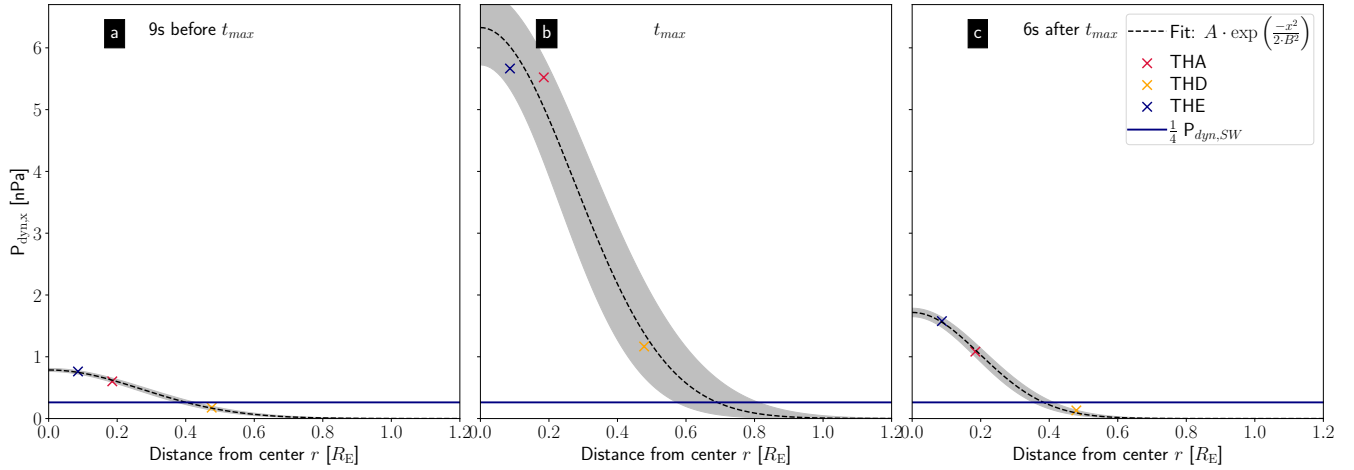 a
9s before t_max
b
t_max
c
6s after t_max
Fit: A · exp(-x²/2·B²)
THA
THD
THE
1/4 P_dyn,SW
P_dyn,x [nPa]
6
5
4
3
2
1
0
0.0 0.2 0.4 0.6 0.8 1.0 1.2
0.0 0.2 0.4 0.6 0.8 1.0 1.2
0.0 0.2 0.4 0.6 0.8 1.0 1.2
Distance from center r [R_E]
Distance from center r [R_E]
Distance from center r [R_E]